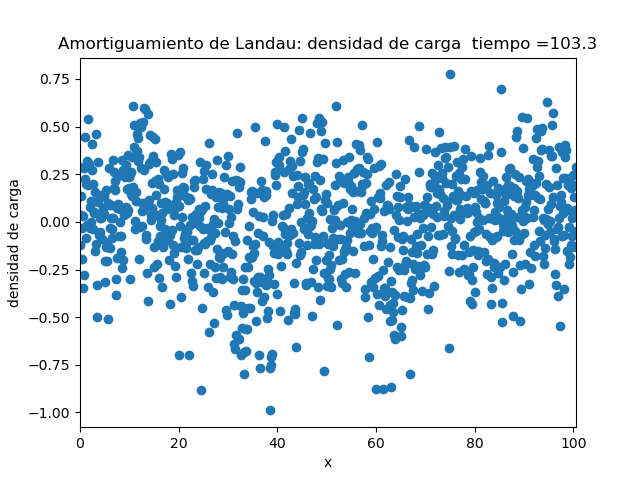 Amortiguamiento de Landau: densidad de carga  tiempo =103.3
0.75
0.50
0.25
0.00
−0.25
−0.50
−0.75
−1.00
densidad de carga
0 20 40 60 80 100
x